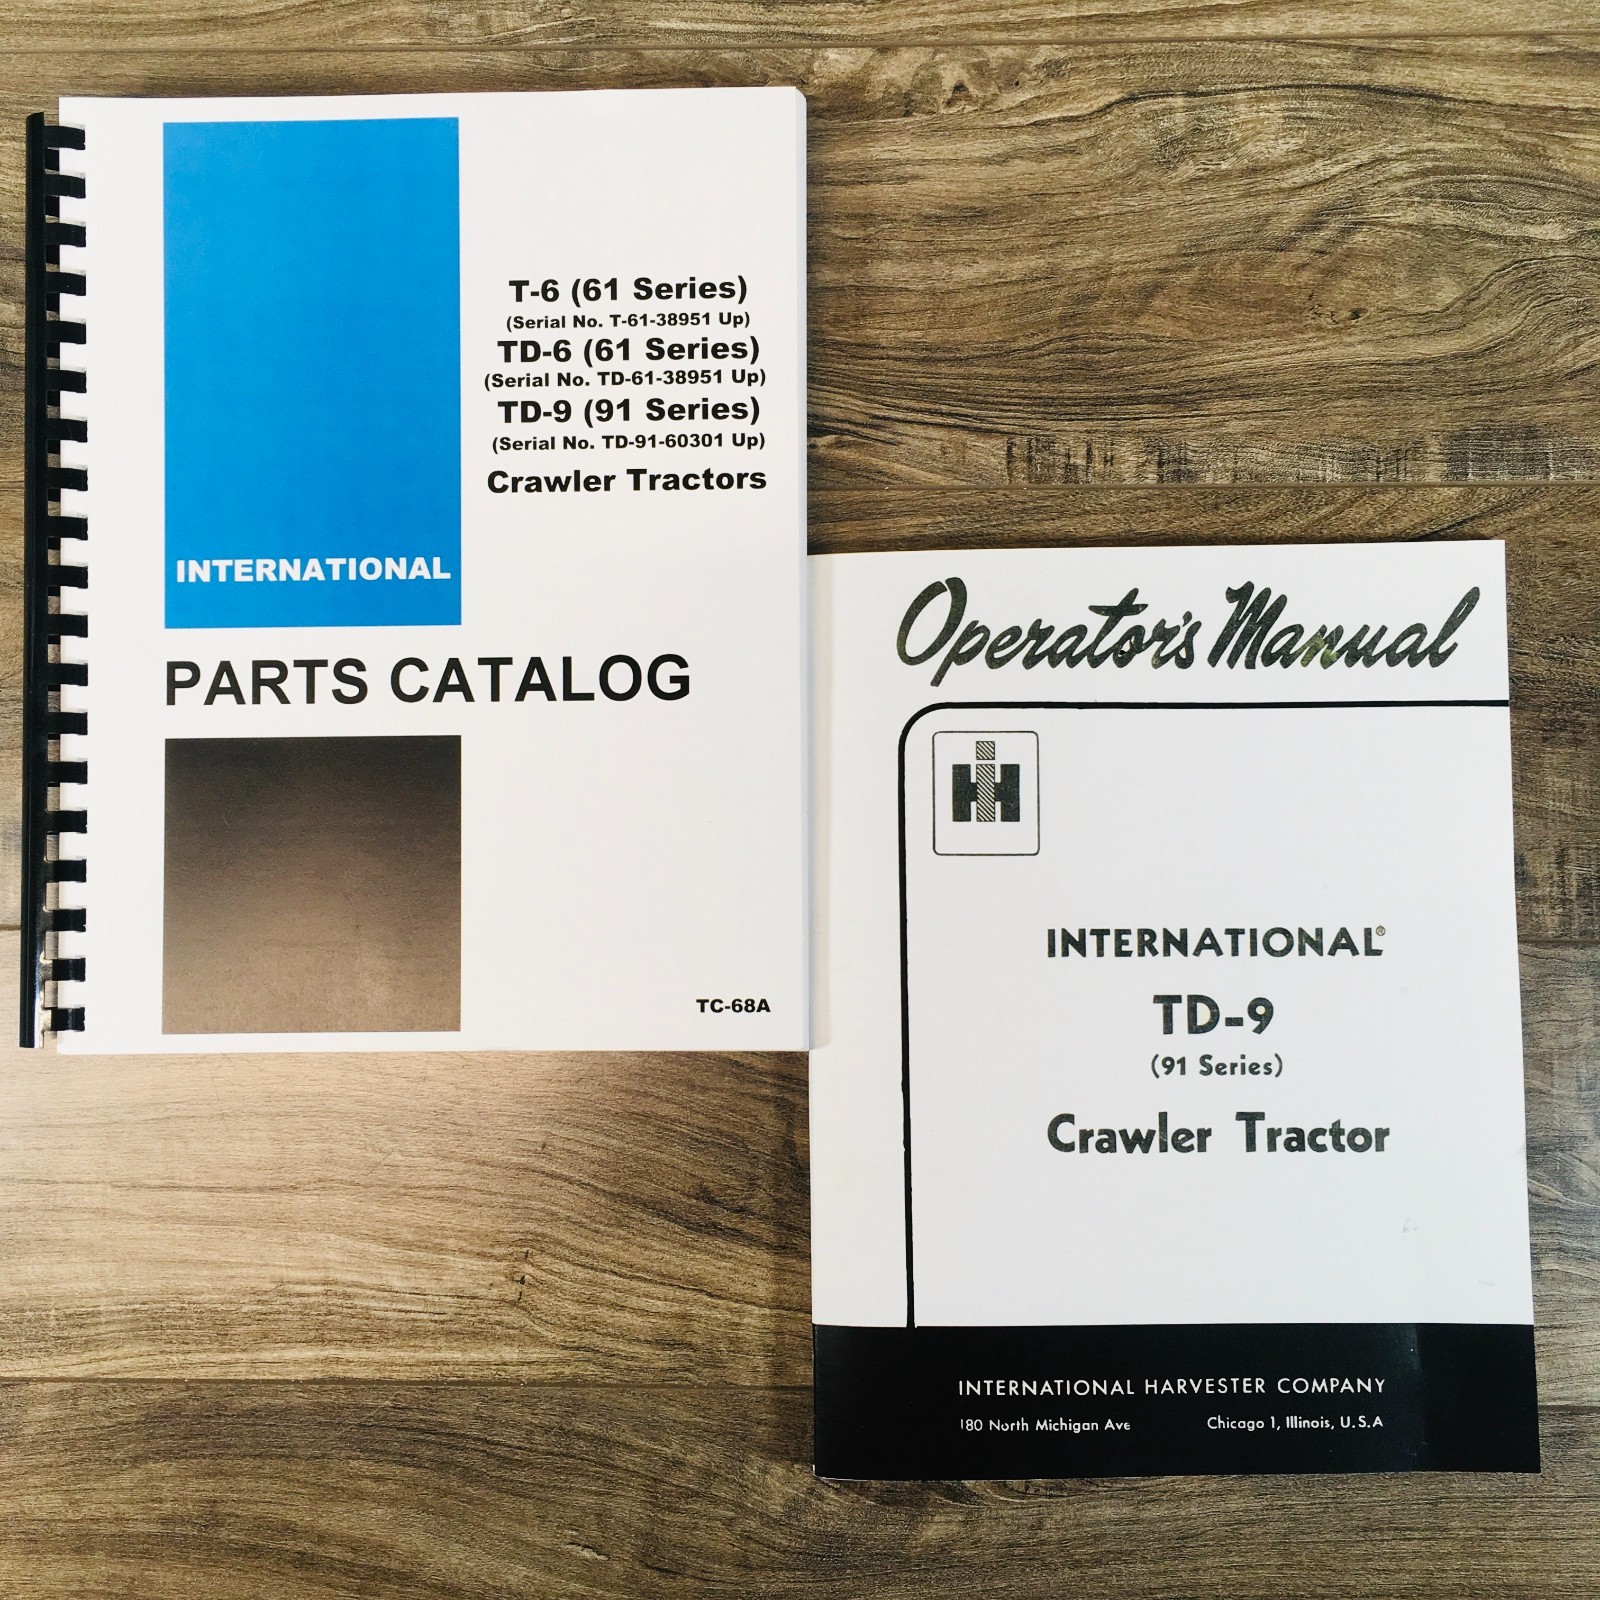 T-6 (61 Series)
(Serial No. T-61-38951 Up)
TD-6 (61 Series)
(Serial No. TD-61-38951 Up)
TD-9 (91 Series)
(Serial No. TD-91-60301 Up)
Crawler Tractors
INTERNATIONAL
PARTS CATALOG
TC-68A
Operator's Manual
IH
INTERNATIONAL®
TD-9
(91 Series)
Crawler Tractor
INTERNATIONAL HARVESTER COMPANY
180 North Michigan Ave Chicago 1, Illinois, U.S.A